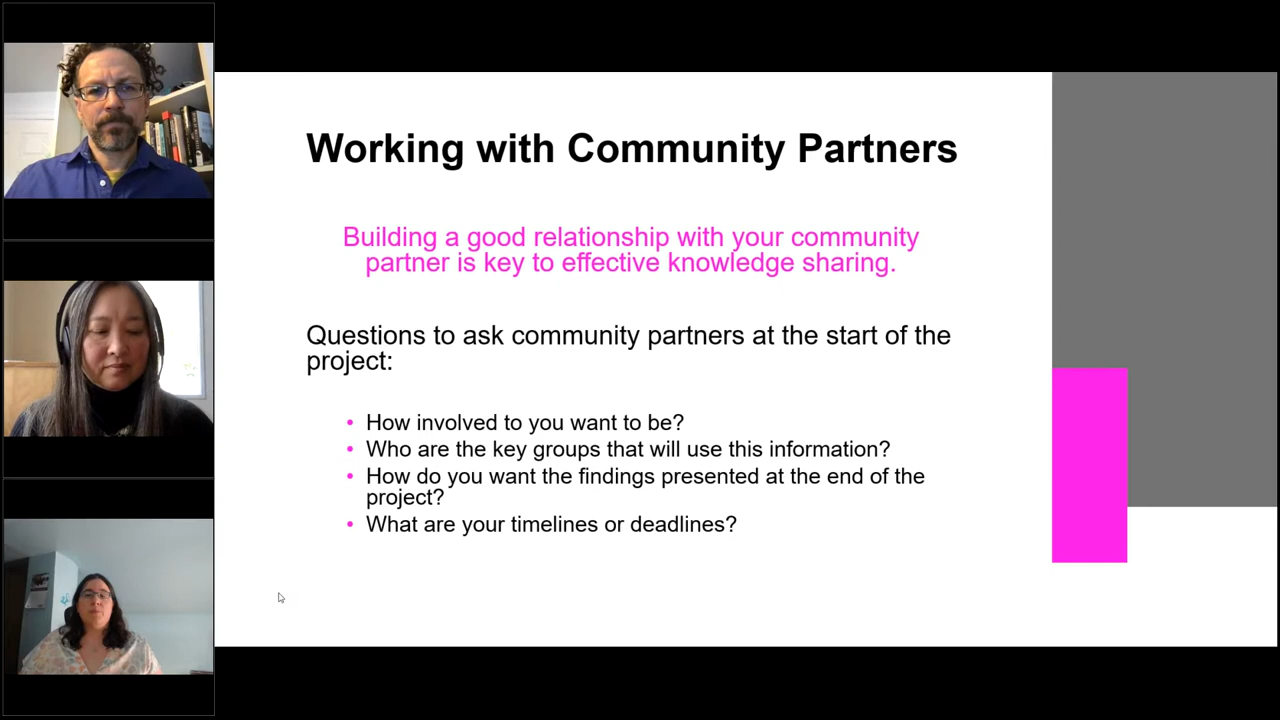 Working with Community Partners
Building a good relationship with your community
partner is key to effective knowledge sharing.
Questions to ask community partners at the start of the
project:
• How involved to you want to be?
• Who are the key groups that will use this information?
• How do you want the findings presented at the end of the
project?
• What are your timelines or deadlines?